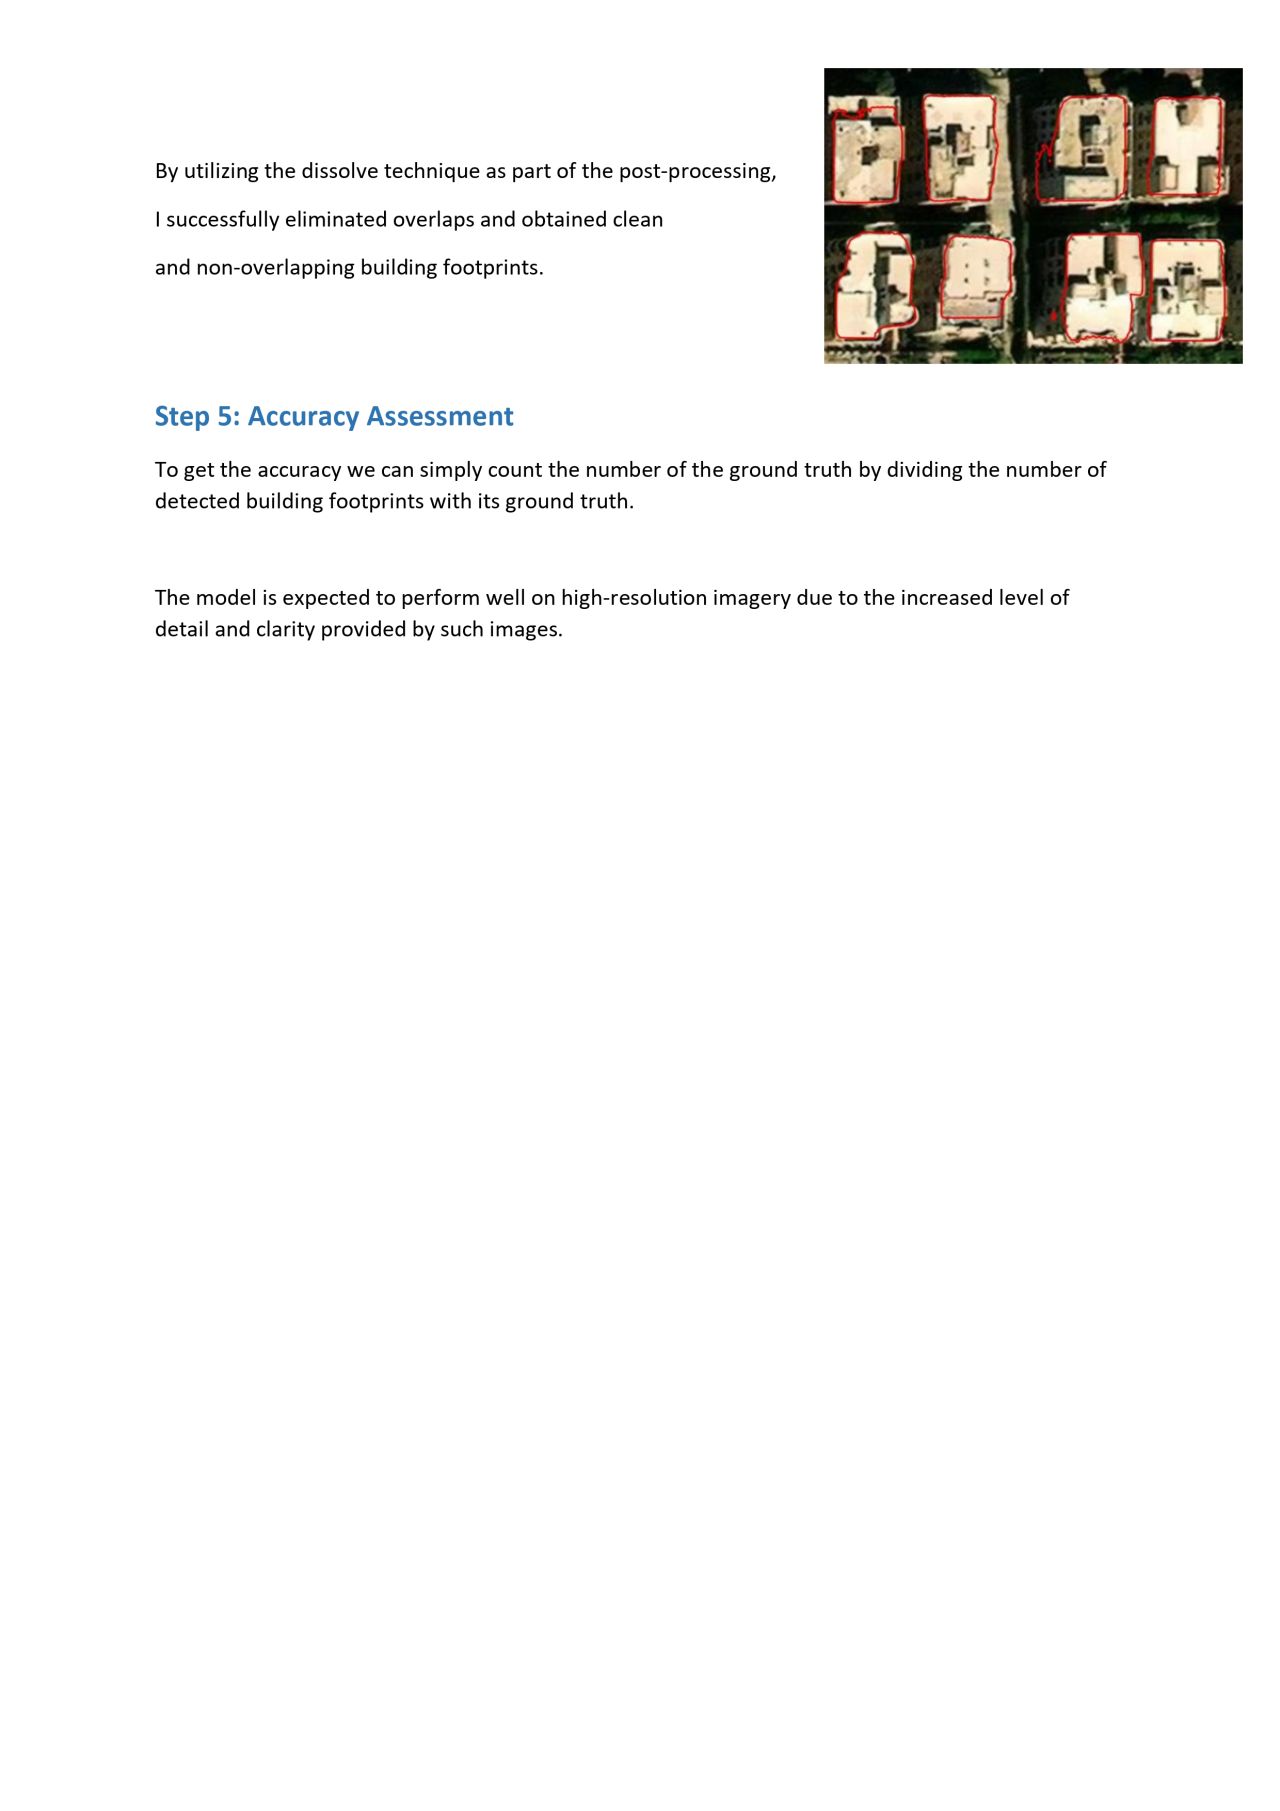 By utilizing the dissolve technique as part of the post-processing,
I successfully eliminated overlaps and obtained clean
and non-overlapping building footprints.
Step 5: Accuracy Assessment
To get the accuracy we can simply count the number of the ground truth by dividing the number of
detected building footprints with its ground truth.
The model is expected to perform well on high-resolution imagery due to the increased level of
detail and clarity provided by such images.